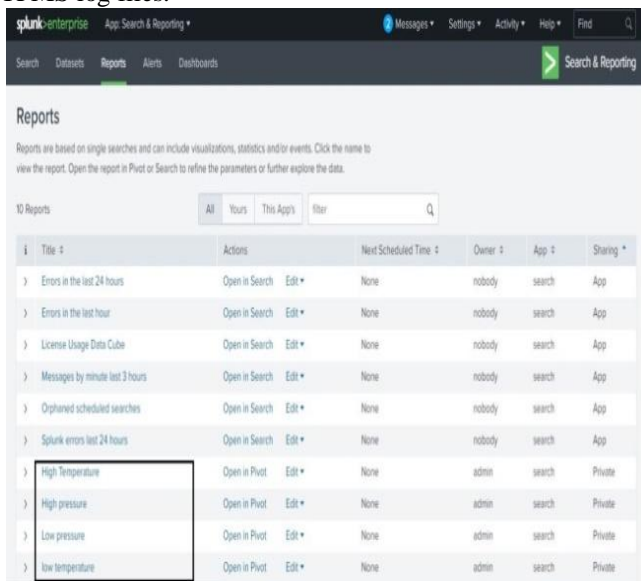 splunk>enterprise App: Search & Reporting ▾ 2 Messages ▾ Settings ▾ Activity ▾ Help ▾ Find
Search Datasets Reports Alerts Dashboards Search & Reporting
Reports
Reports are based on single searches and can include visualizations, statistics and/or events. Click the name to
view the report. Open the report in Pivot or Search to refine the parameters or further explore the data.
10 Reports All Yours This App's filter
i Title Actions Next Scheduled Time Owner App Sharing
Errors in the last 24 hours Open in Search Edit ▾ None nobody search App
Errors in the last hour Open in Search Edit ▾ None nobody search App
License Usage Data Cube Open in Search Edit ▾ None nobody search App
Messages by minute last 3 hours Open in Search Edit ▾ None nobody search App
Orphaned scheduled searches Open in Search Edit ▾ None nobody search App
Splunk errors last 24 hours Open in Search Edit ▾ None nobody search App
High Temperature Open in Pivot Edit ▾ None admin search Private
High pressure Open in Pivot Edit ▾ None admin search Private
Low pressure Open in Pivot Edit ▾ None admin search Private
low temperature Open in Pivot Edit ▾ None admin search Private